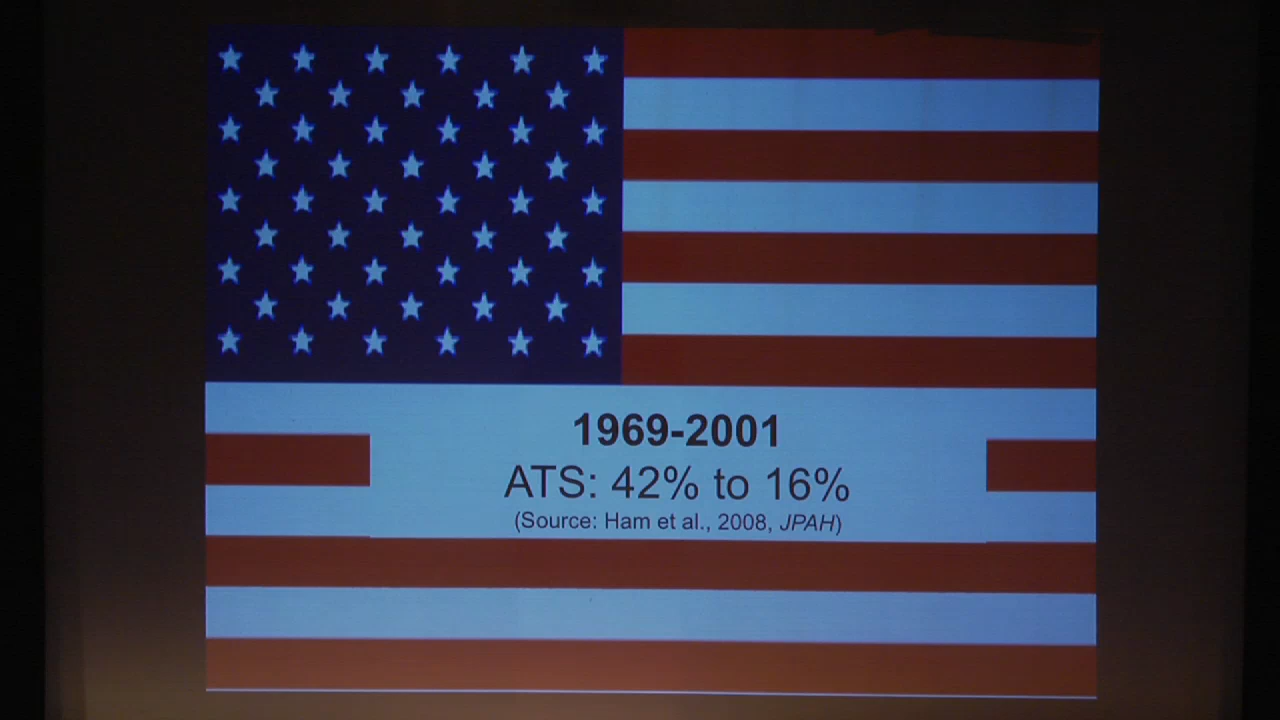 1969-2001
ATS: 42% to 16%
(Source: Ham et al., 2008, JPAH)